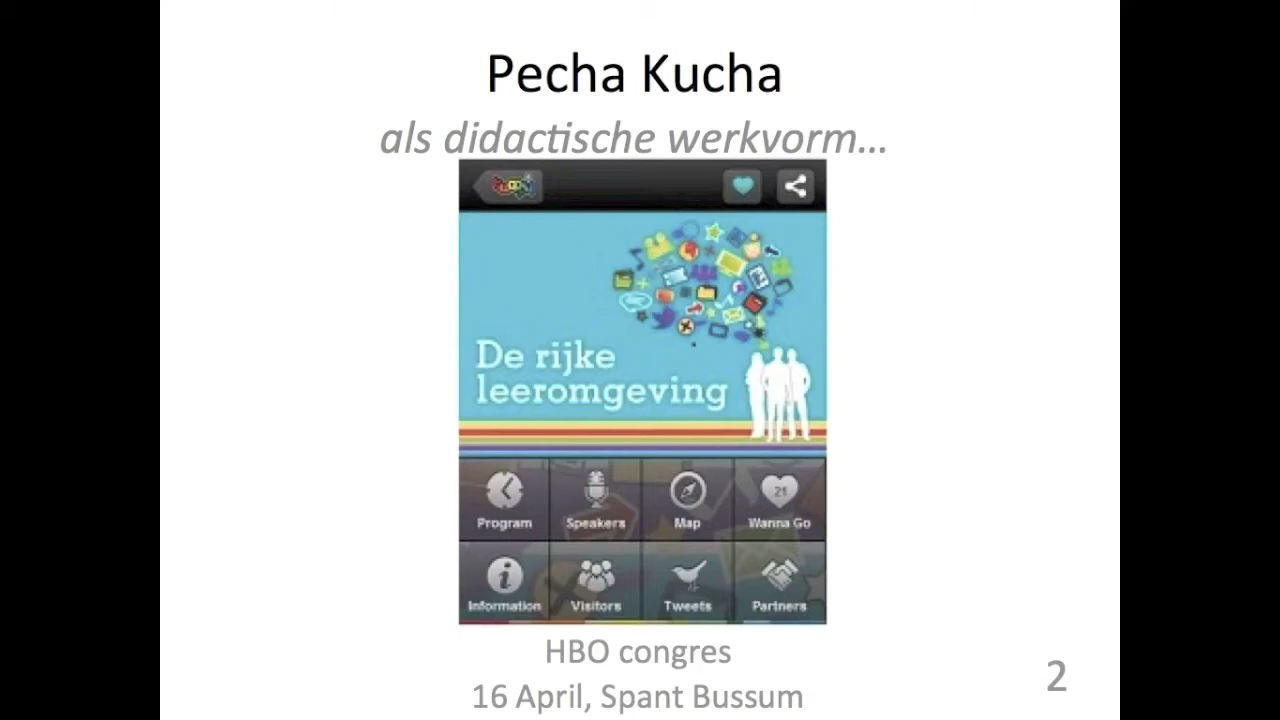 Pecha Kucha
als didactische werkvorm...
De rijke
leeromgeving
Program
Speakers
Map
21
Wanna Go
Information
Visitors
Tweets
Partners
HBO congres
16 April, Spant Bussum
2